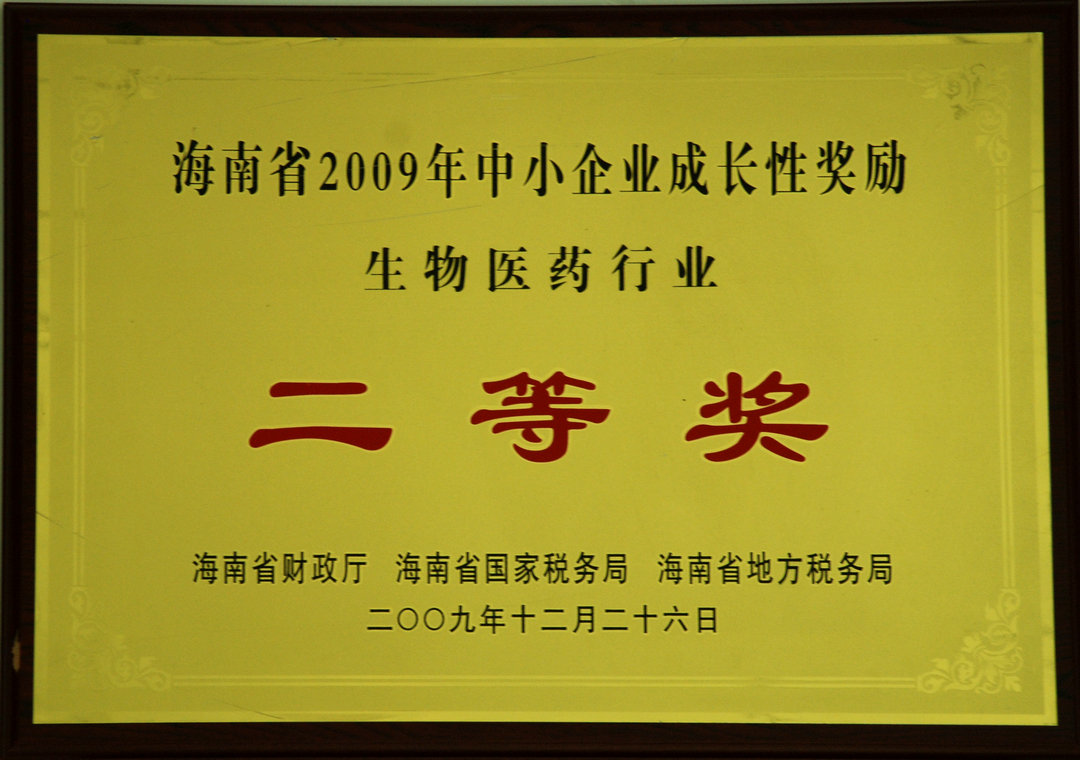 海南省2009年中小企业成长性奖励
生物医药行业
二等奖
海南省财政厅 海南省国家税务局 海南省地方税务局
二〇〇九年十二月二十六日